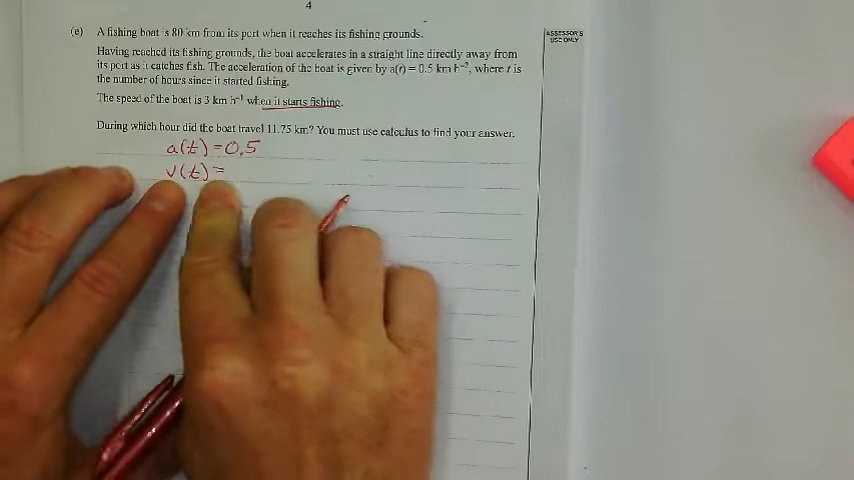 4
ASSESSOR'S
USE ONLY
(e) A fishing boat is 80 km from its port when it reaches its fishing grounds.
Having reached its fishing grounds, the boat accelerates in a straight line directly away from
its port as it catches fish. The acceleration of the boat is given by a(t) = 0.5 km h⁻², where t is
the number of hours since it started fishing.
The speed of the boat is 3 km h⁻¹ when it starts fishing.
During which hour did the boat travel 11.75 km? You must use calculus to find your answer.
a(t) = 0,5
v(t) =